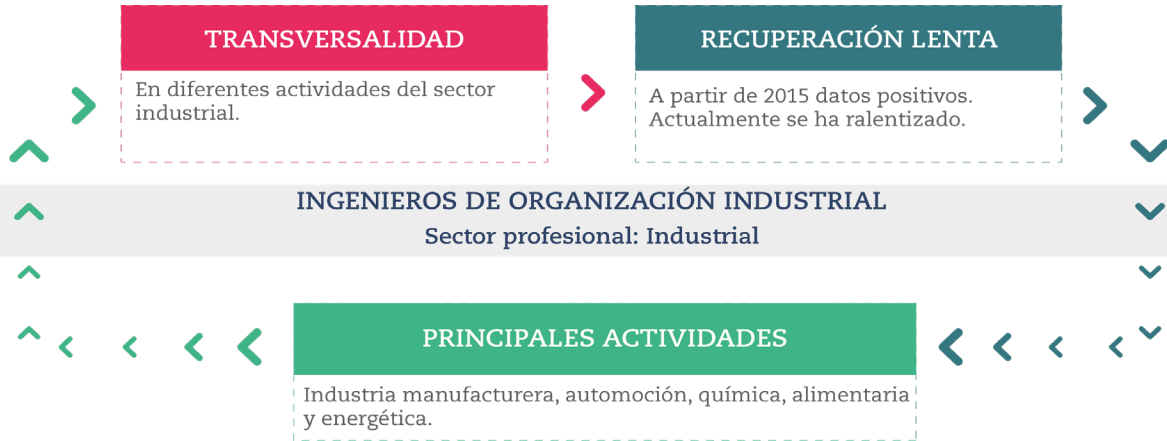 TRANSVERSALIDAD
En diferentes actividades del sector
industrial.
RECUPERACIÓN LENTA
A partir de 2015 datos positivos.
Actualmente se ha ralentizado.
INGENIEROS DE ORGANIZACIÓN INDUSTRIAL
Sector profesional: Industrial
PRINCIPALES ACTIVIDADES
Industria manufacturera, automoción, química, alimentaria
y energética.